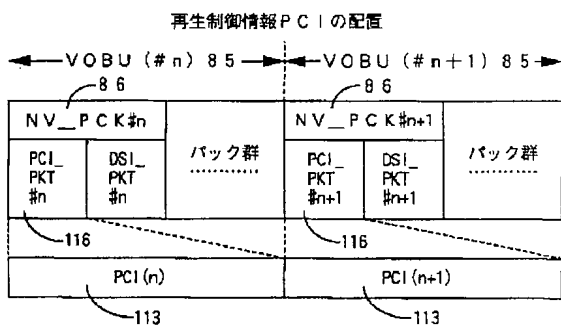 再生制御情報PCIの配置
VOBU(#n)85
VOBU(#n+1)85
86
86
NV_PCK#n
パック群
NV_PCK#n+1
パック群
PCI_
PKT
#n
DSI_
PKT
#n
PCI_
PKT
#n+1
DSI_
PKT
#n+1
116
116
PCI(n)
PCI(n+1)
113
113